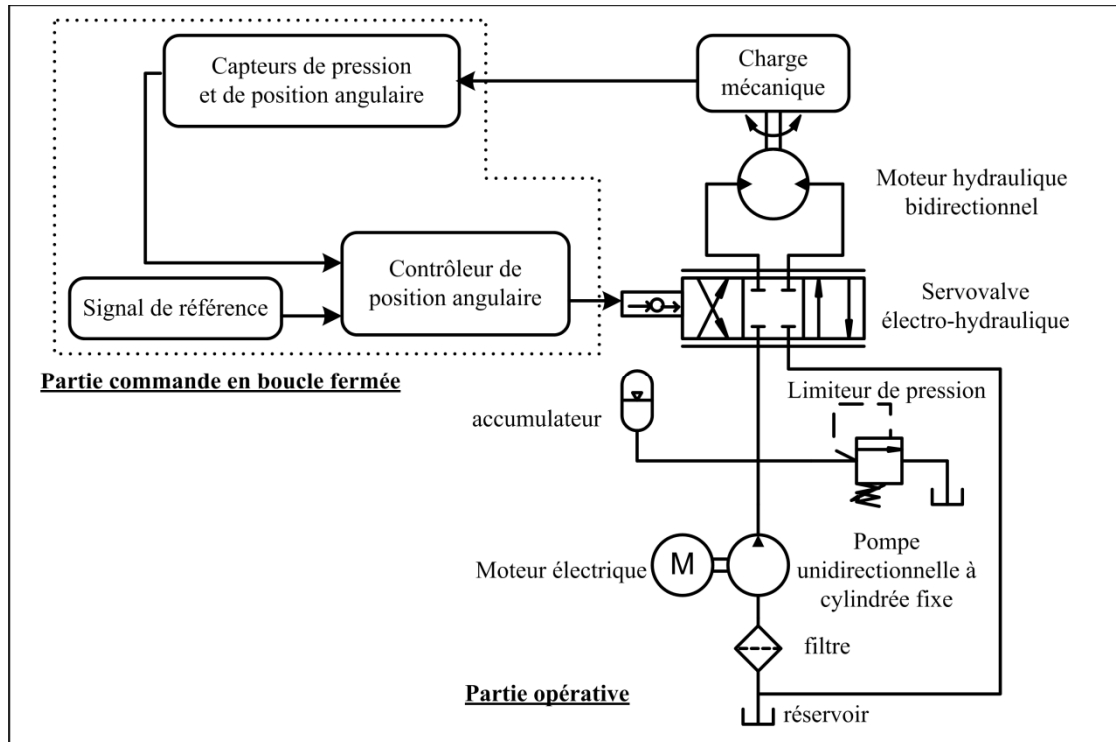 Capteurs de pression
et de position angulaire
Charge
mécanique
Moteur hydraulique
bidirectionnel
Contrôleur de
position angulaire
Signal de référence
Servovalve
électro-hydraulique
Partie commande en boucle fermée
Limiteur de pression
accumulateur
Moteur électrique
M
Pompe
unidirectionnelle à
cylindrée fixe
filtre
Partie opérative
réservoir